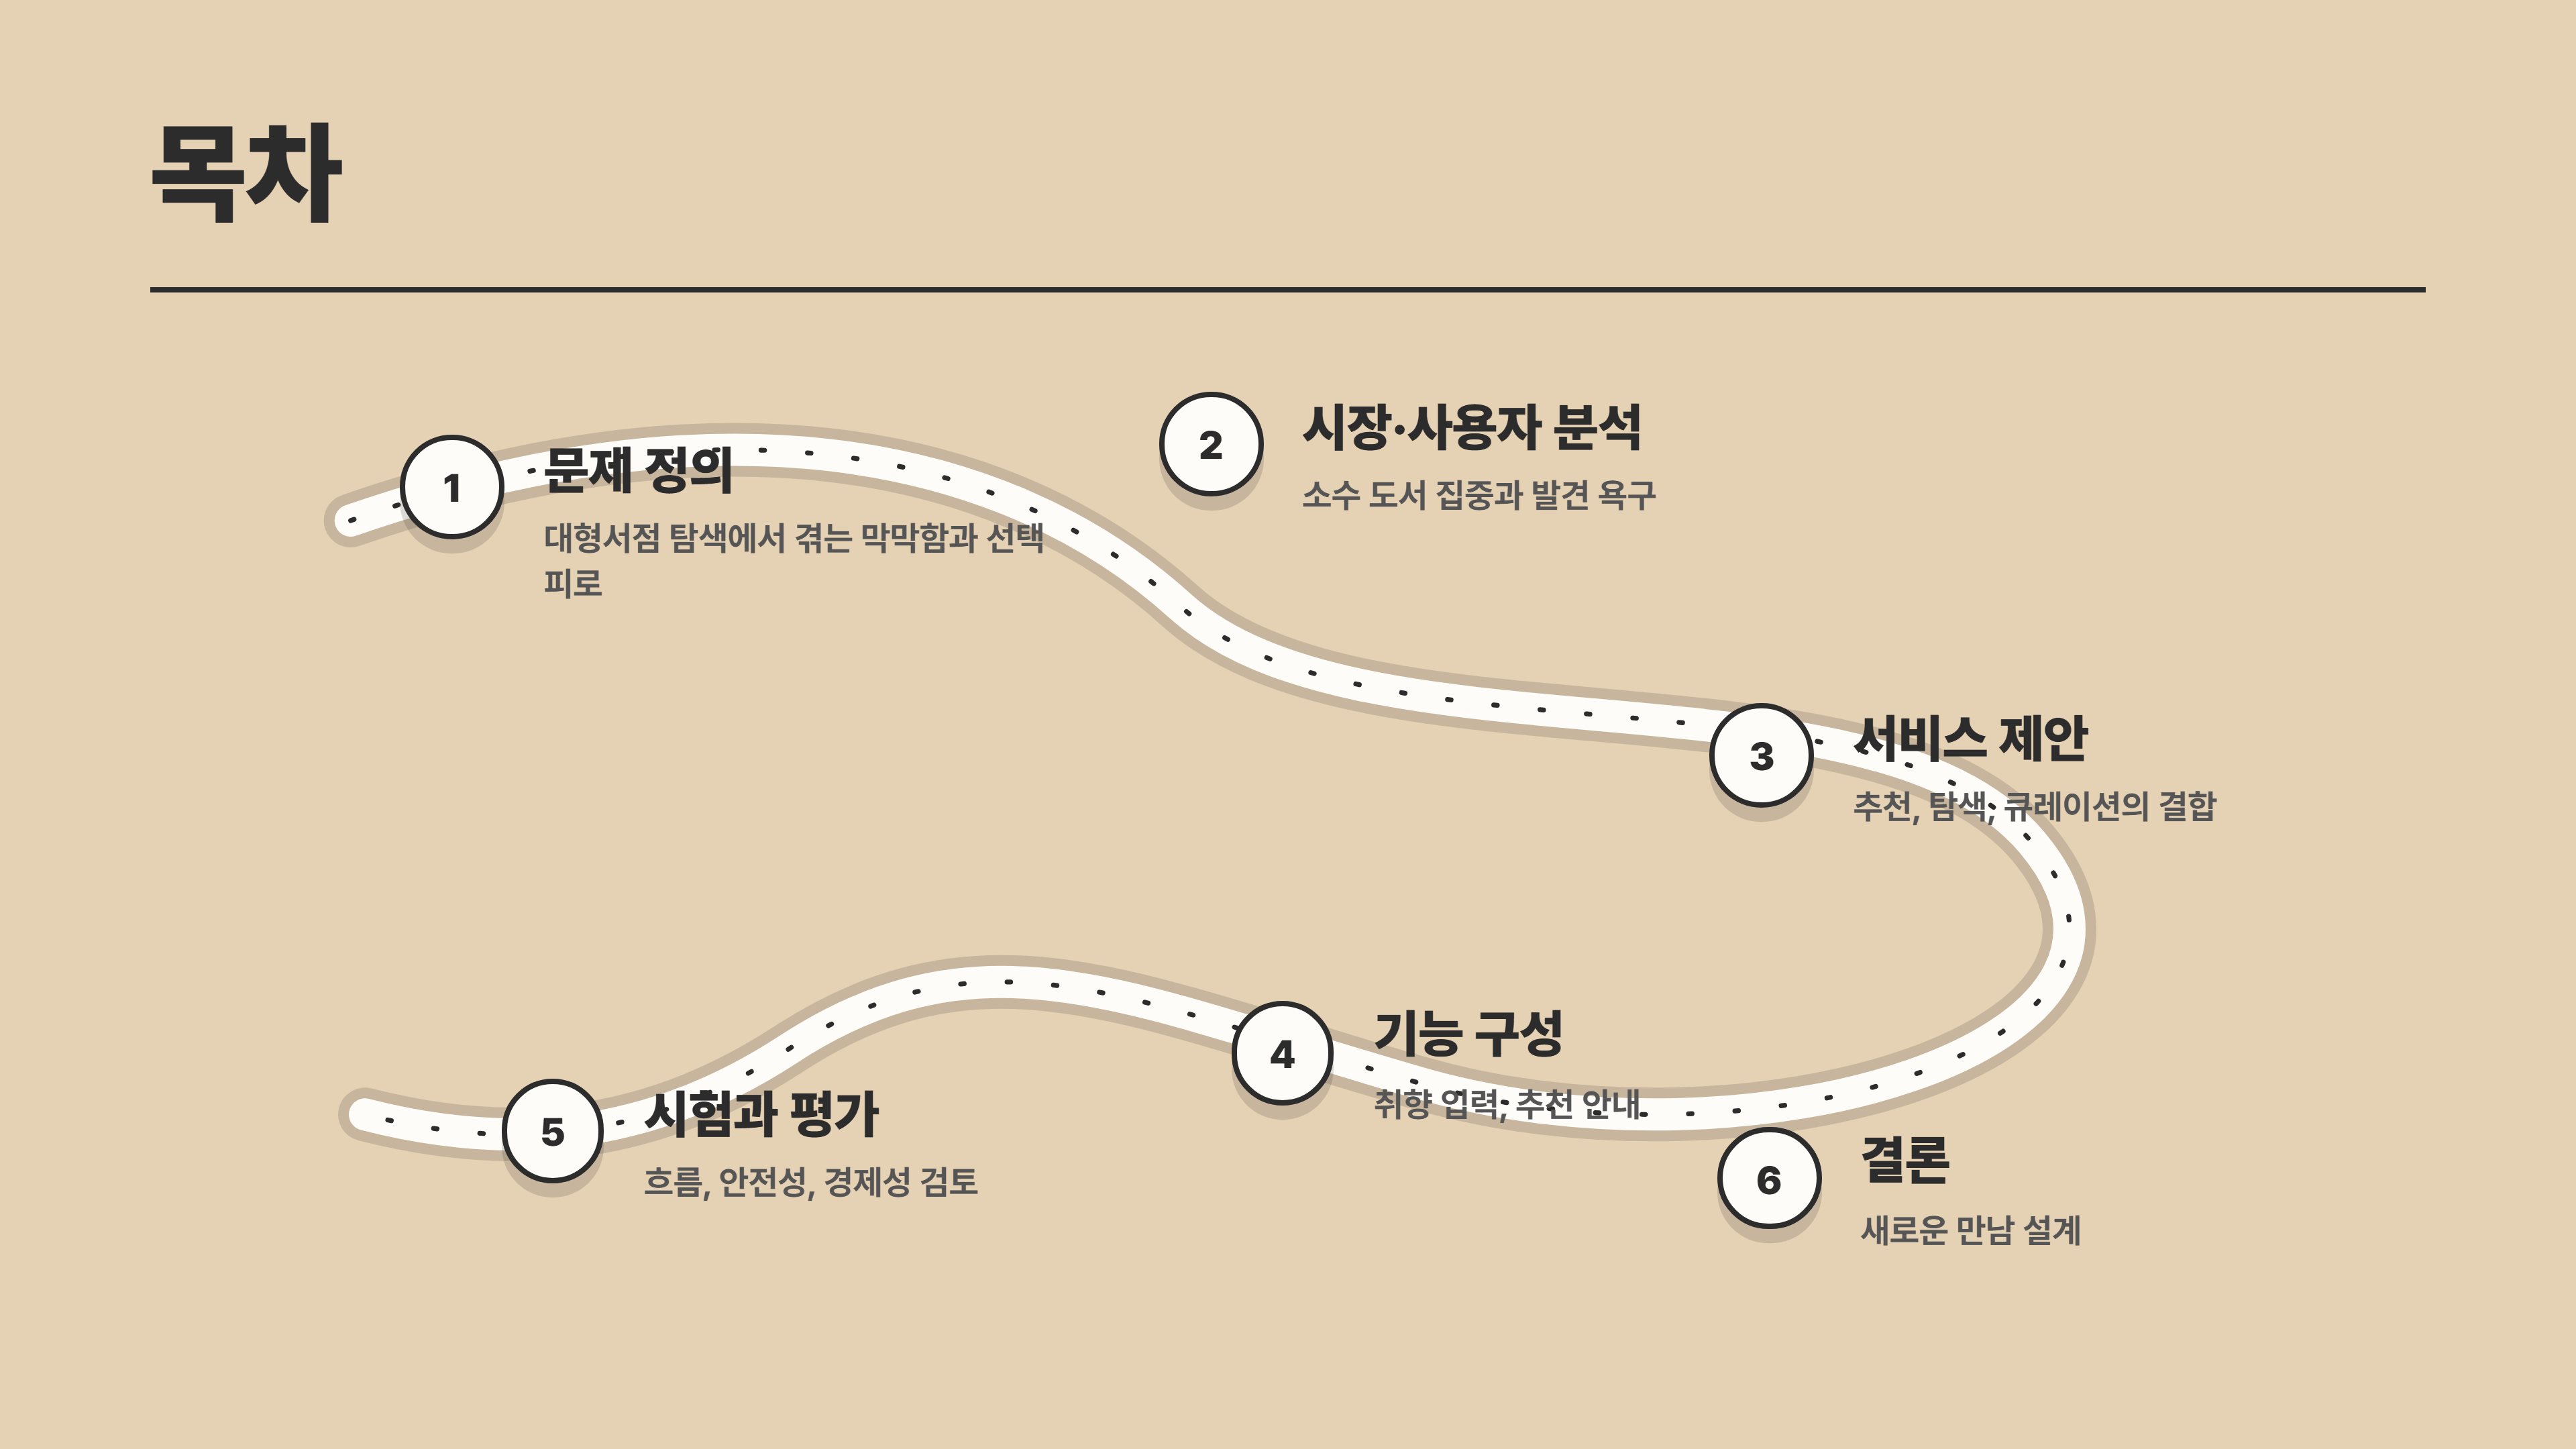 목차
1
문제 정의
대형서점 탐색에서 겪는 막막함과 선택
피로
2
시장·사용자 분석
소수 도서 집중과 발견 욕구
3
서비스 제안
추천, 탐색, 큐레이션의 결합
4
기능 구성
취향 입력, 추천 안내
5
시험과 평가
흐름, 안전성, 경제성 검토
6
결론
새로운 만남 설계